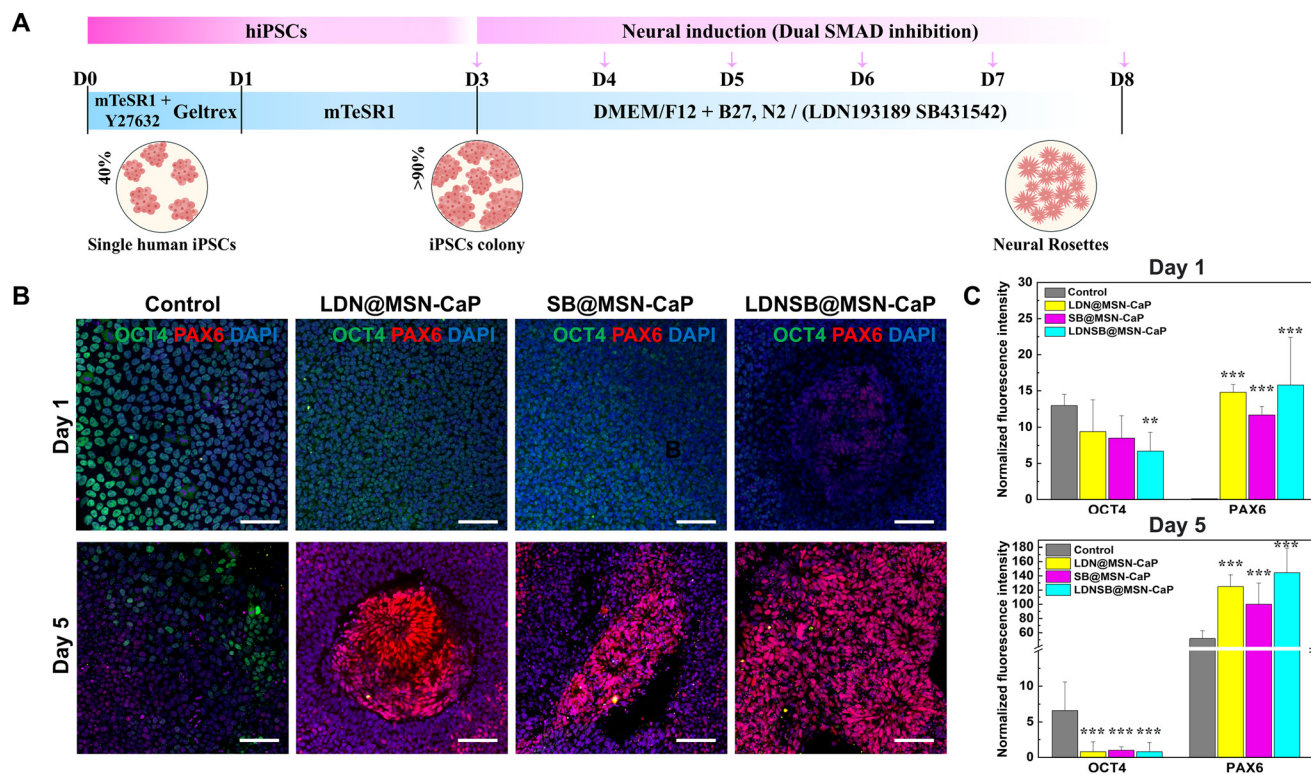 A
hiPSCs
Neural induction (Dual SMAD inhibition)
D0
D1
D3
D4
D5
D6
D7
D8
mTeSR1 +
Y27632
Geltrex
mTeSR1
DMEM/F12 + B27, N2 / (LDN193189 SB431542)
40%
>90%
Single human iPSCs
iPSCs colony
Neural Rosettes
B
Control
LDN@MSN-CaP
SB@MSN-CaP
LDNSB@MSN-CaP
OCT4 PAX6 DAPI
OCT4 PAX6 DAPI
OCT4 PAX6 DAPI
OCT4 PAX6 DAPI
Day 1
B
Day 5
C
Day 1
Normalized fluorescence intensity
30
25
20
15
10
5
0
Control
LDN@MSN-CaP
SB@MSN-CaP
LDNSB@MSN-CaP
**
***
***
***
OCT4
PAX6
Day 5
Normalized fluorescence intensity
180
160
140
120
100
80
60
10
5
0
Control
LDN@MSN-CaP
SB@MSN-CaP
LDNSB@MSN-CaP
***
***
***
***
***
***
OCT4
PAX6